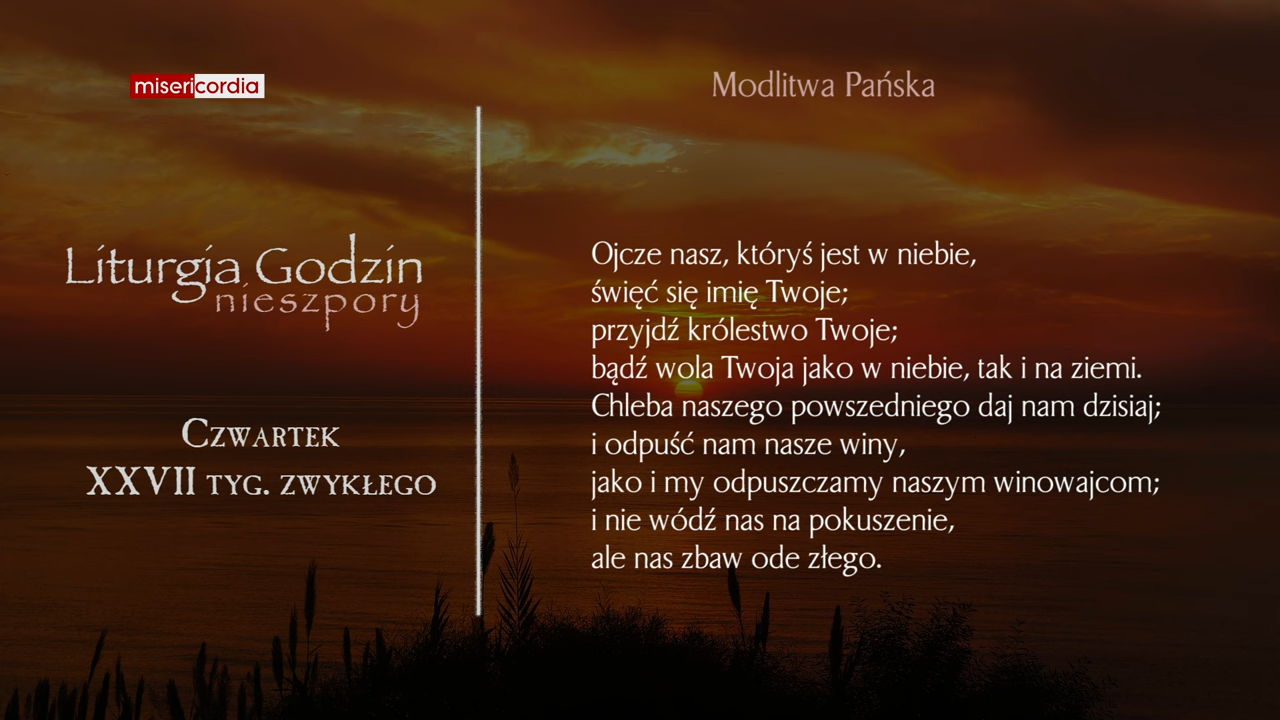 misericordia
Liturgia Godzin
nieszpory
Czwartek
XXVII tyg. zwykłego
Modlitwa Pańska
Ojcze nasz, któryś jest w niebie,
święć się imię Twoje;
przyjdź królestwo Twoje;
bądź wola Twoja jako w niebie, tak i na ziemi.
Chleba naszego powszedniego daj nam dzisiaj;
i odpuść nam nasze winy,
jako i my odpuszczamy naszym winowajcom;
i nie wódź nas na pokuszenie,
ale nas zbaw ode złego.